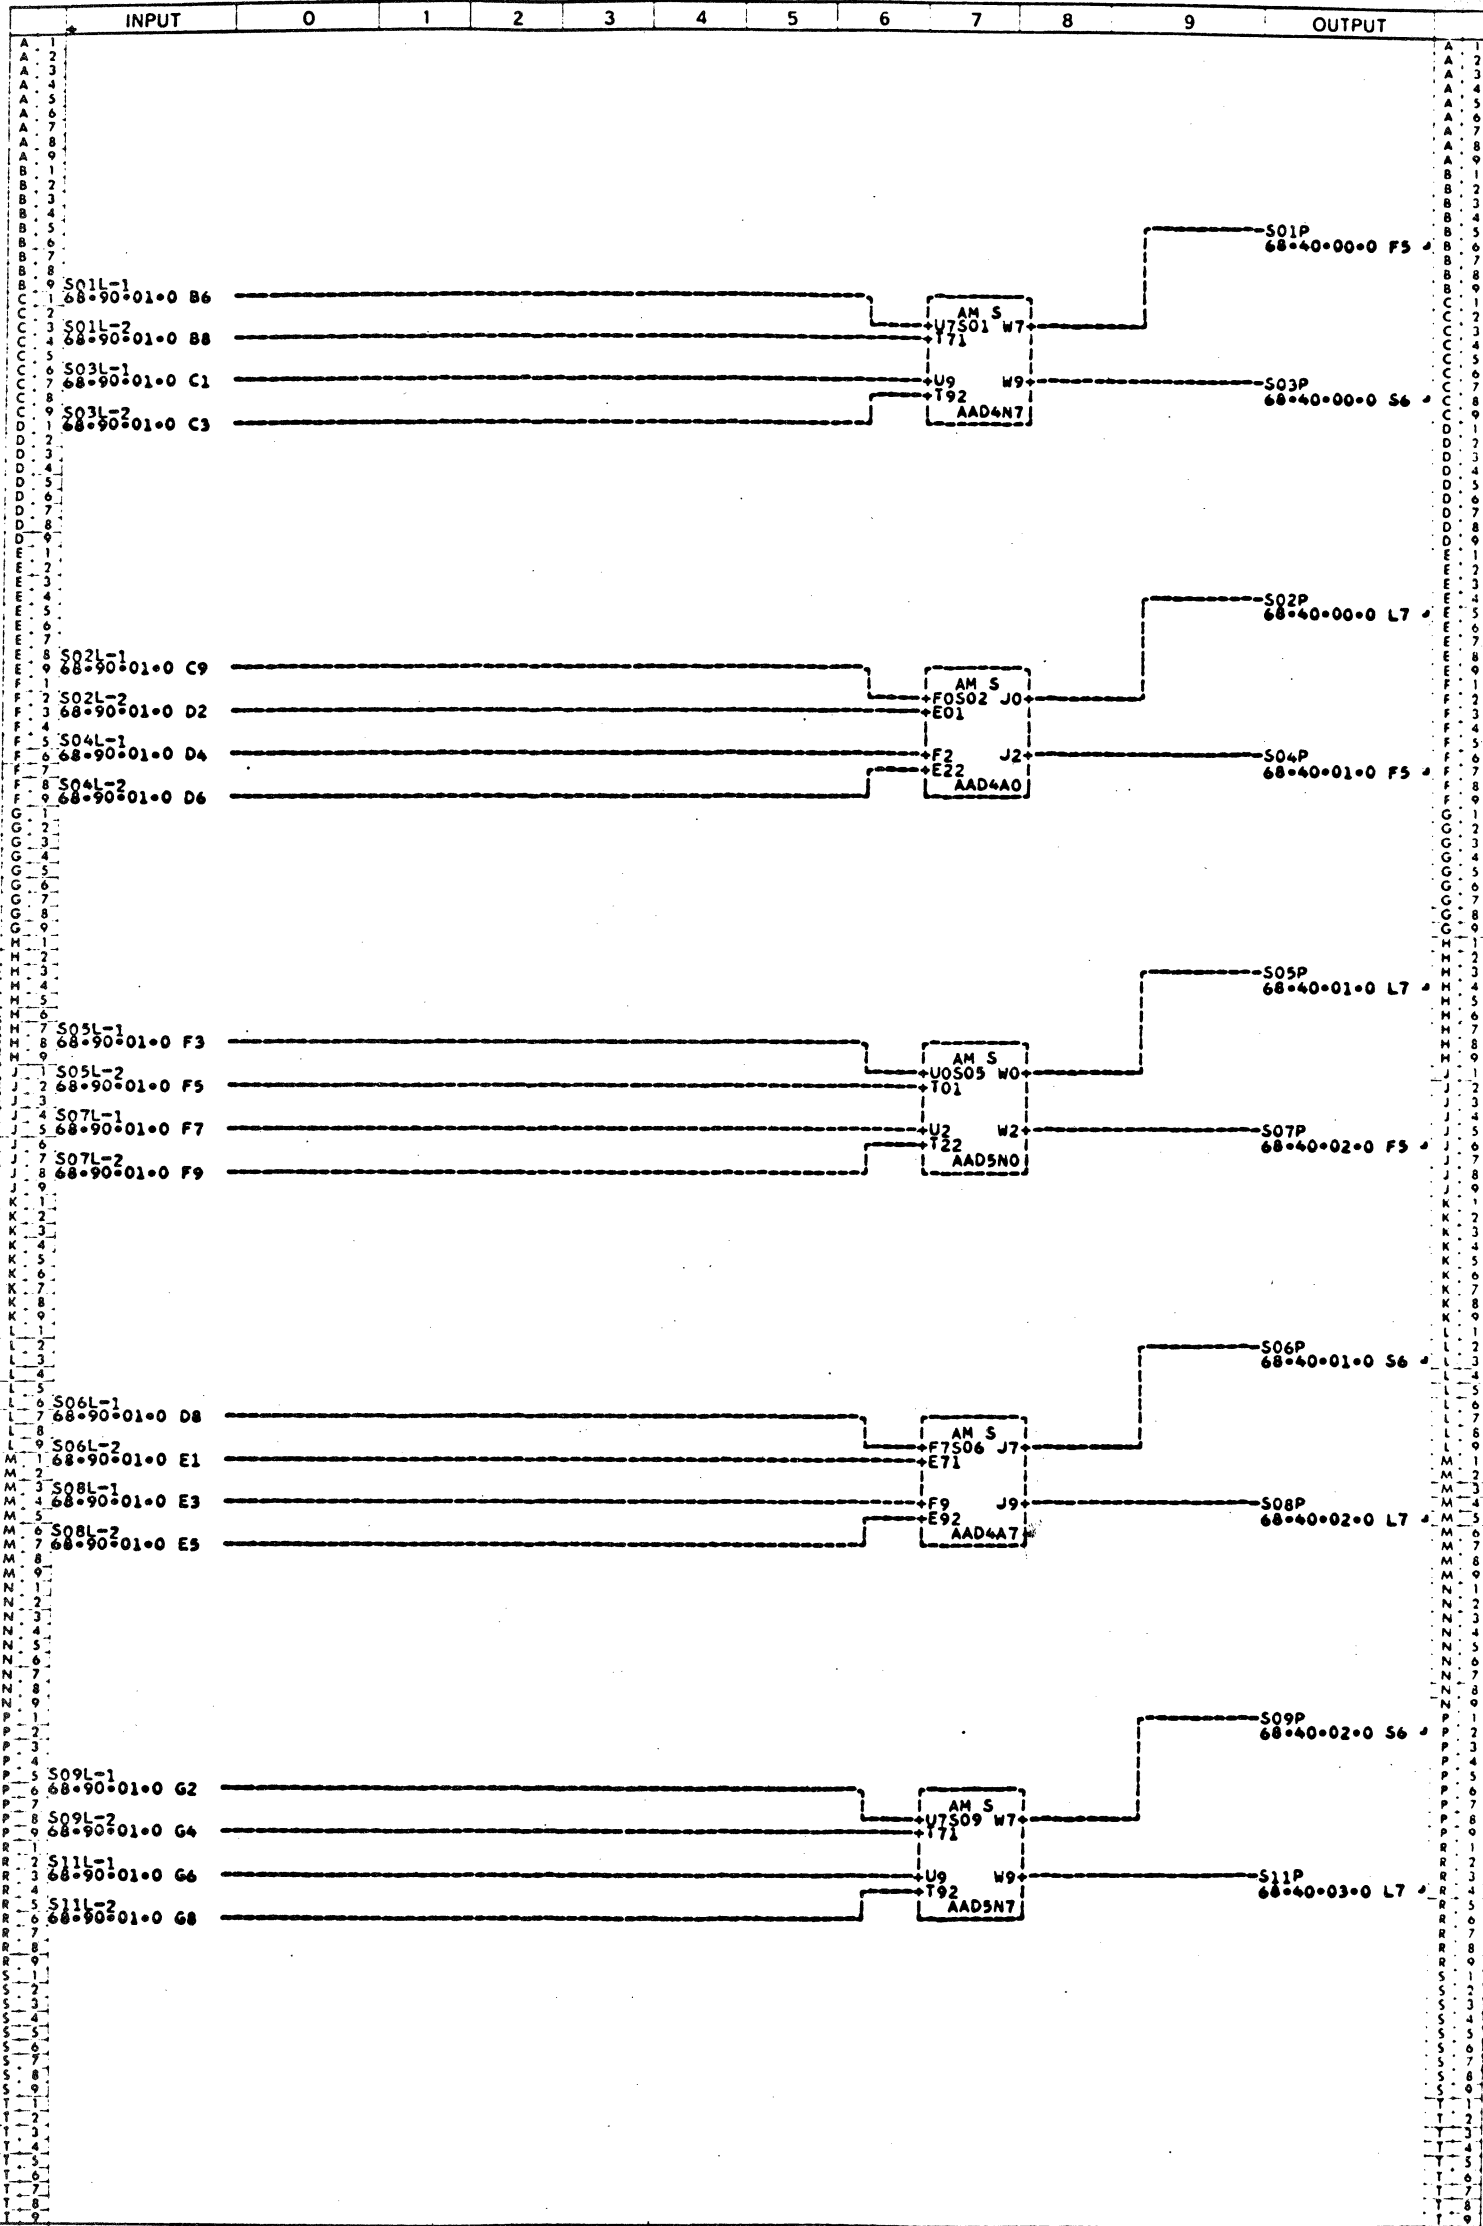 INPUT 0 1 2 3 4 5 6 7 8 9 OUTPUT
S01P
68•40•00•0 F5
S01L-1
68•90•01•0 B6
AM S
S01L-2
U7S01 W7
68•90•01•0 B8
T71
S03L-1
68•90•01•0 C1
U9 W9
S03P
T92
68•40•00•0 S6
S03L-2
AAD4N7
68•90•01•0 C3
S02P
68•40•00•0 L7
S02L-1
68•90•01•0 C9
AM S
S02L-2
F0S02 J0
68•90•01•0 D2
E01
S04L-1
68•90•01•0 D4
F2 J2
S04P
E22
68•40•01•0 F5
S04L-2
AAD4A0
68•90•01•0 D6
S05P
68•40•01•0 L7
S05L-1
68•90•01•0 F3
AM S
S05L-2
U0S05 W0
68•90•01•0 F5
T01
S07L-1
68•90•01•0 F7
U2 W2
S07P
T22
68•40•02•0 F5
S07L-2
AAD5N0
68•90•01•0 F9
S06P
68•40•01•0 S6
S06L-1
68•90•01•0 D8
AM S
S06L-2
F7S06 J7
68•90•01•0 E1
E71
S08L-1
68•90•01•0 E3
F9 J9
S08P
E92
68•40•02•0 L7
S08L-2
AAD4A7
68•90•01•0 E5
S09P
68•40•02•0 S6
S09L-1
68•90•01•0 G2
AM S
S09L-2
U7S09 W7
68•90•01•0 G4
T71
S11L-1
68•90•01•0 G6
U9 W9
S11P
T92
68•40•03•0 L7
S11L-2
AAD5N7
68•90•01•0 G8